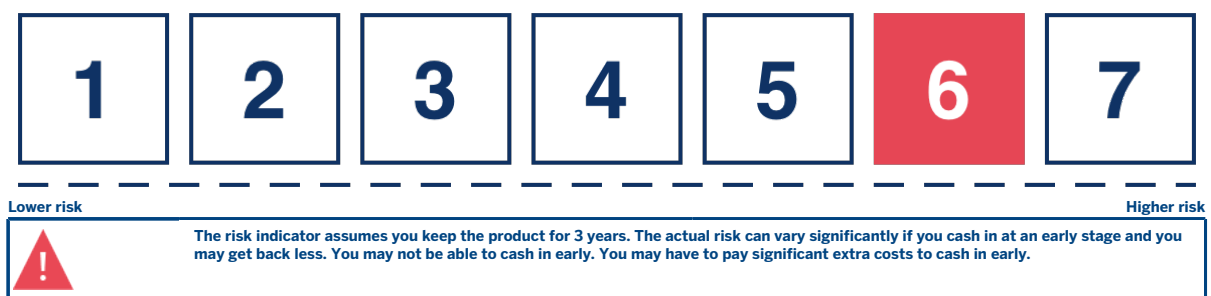 1 2 3 4 5 6 7
Lower risk Higher risk
! The risk indicator assumes you keep the product for 3 years. The actual risk can vary significantly if you cash in at an early stage and you
may get back less. You may not be able to cash in early. You may have to pay significant extra costs to cash in early.